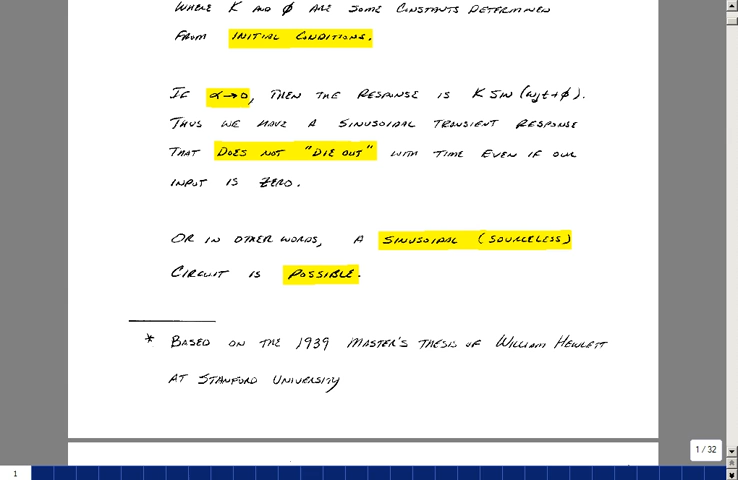 WHERE K AND φ ARE SOME CONSTANTS DETERMINED
FROM INITIAL CONDITIONS.
IF α→0, THEN THE RESPONSE IS K SIN (ωdt+φ).
THUS WE HAVE A SINUSOIDAL TRANSIENT RESPONSE
THAT DOES NOT "DIE OUT" WITH TIME EVEN IF OUR
INPUT IS ZERO.
OR IN OTHER WORDS, A SINUSOIDAL (SOURCELESS)
CIRCUIT IS POSSIBLE.
* BASED ON THE 1939 MASTER'S THESIS OF WILLIAM HEWLETT
AT STANFORD UNIVERSITY
1 / 32
1